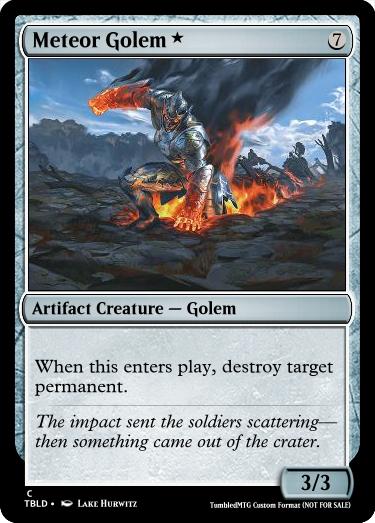 Meteor Golem ★ 7
Artifact Creature — Golem
When this enters play, destroy target
permanent.
The impact sent the soldiers scattering—
then something came out of the crater.
3/3
C
TBLD • Lake Hurwitz
TumbledMTG Custom Format (NOT FOR SALE)